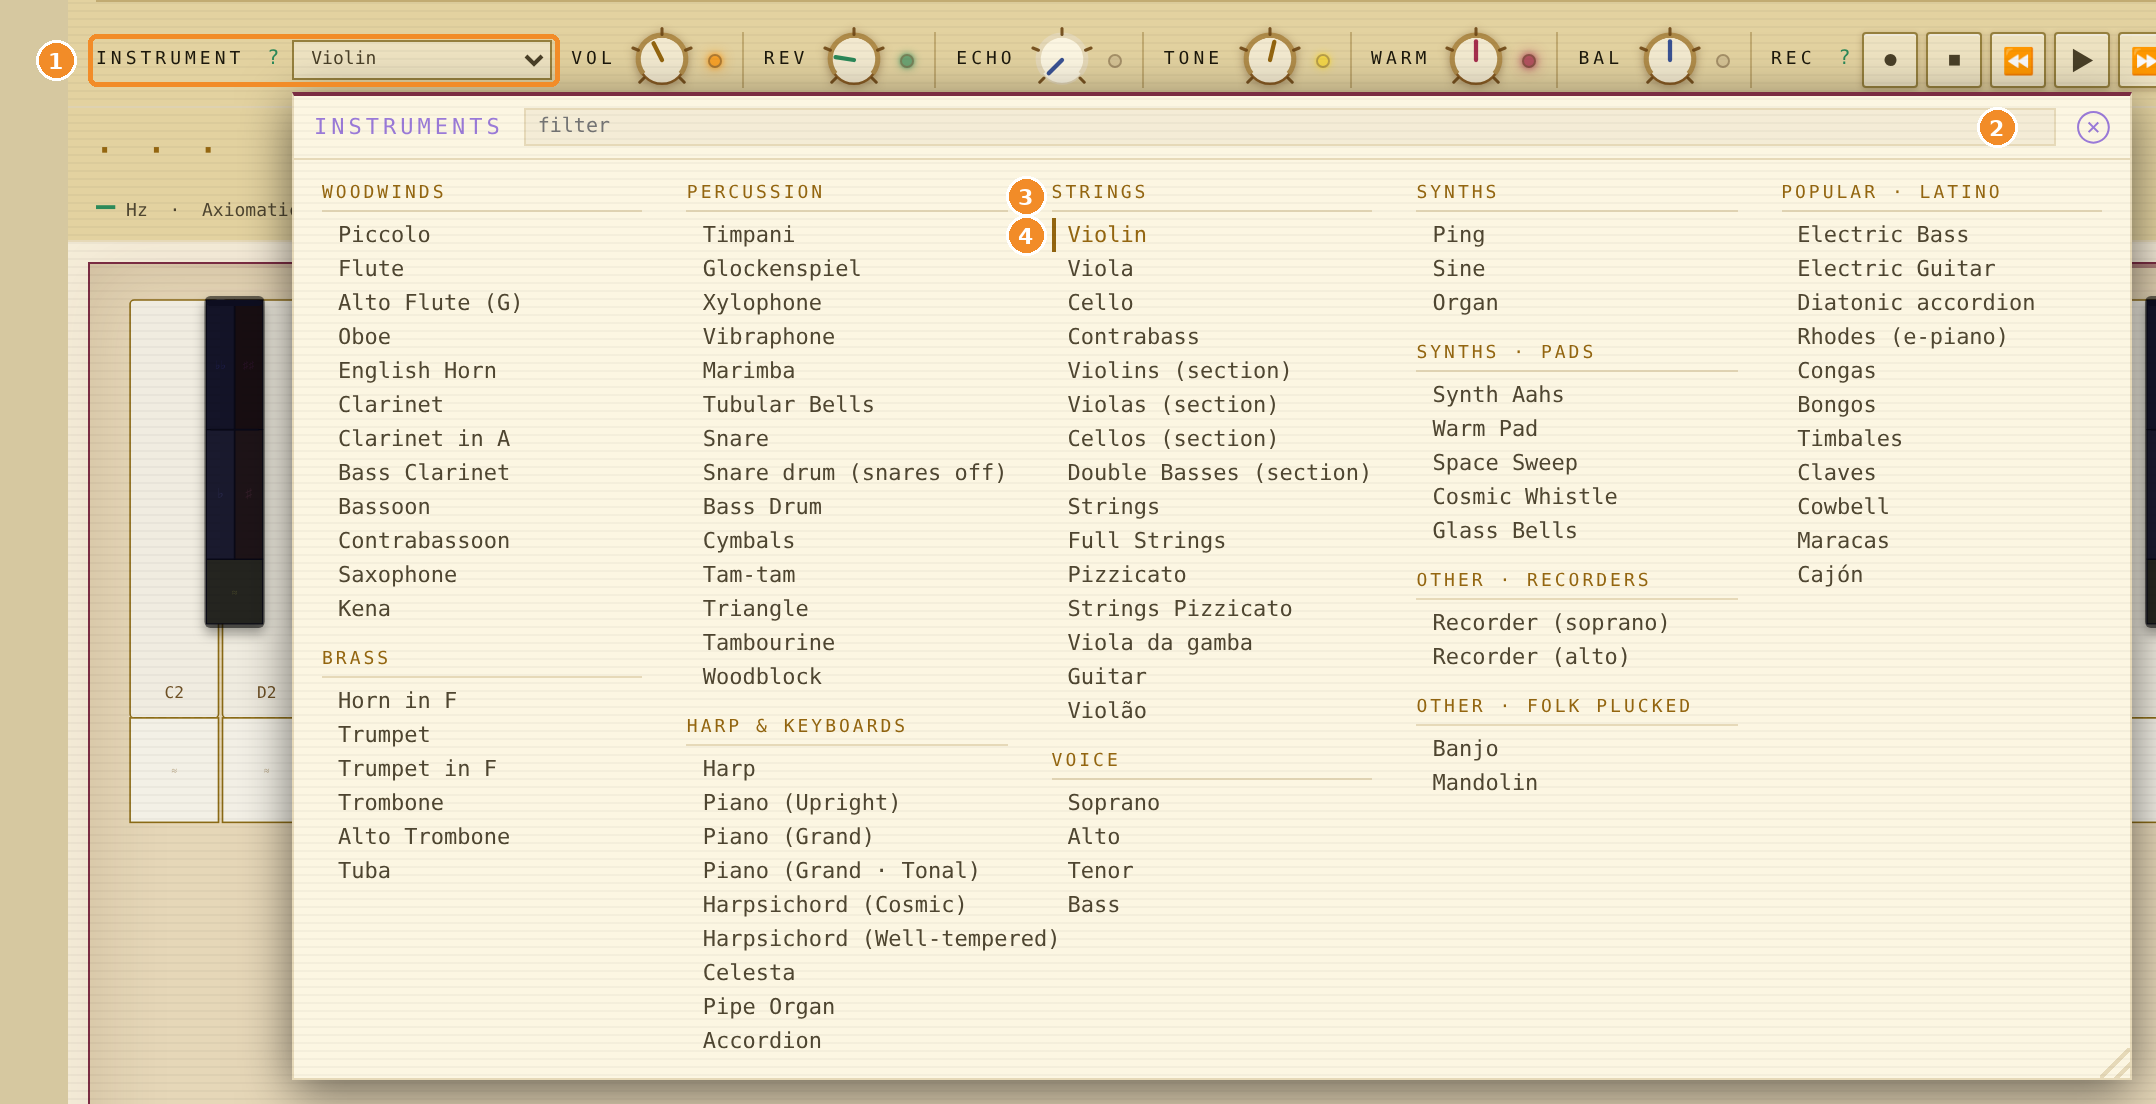 1 INSTRUMENT ? Violin VOL REV ECHO TONE WARM BAL REC ?
INSTRUMENTS filter 2
Hz · 
WOODWINDS
Piccolo
Flute
Alto Flute (G)
Oboe
English Horn
Clarinet
Clarinet in A
Bass Clarinet
Bassoon
Contrabassoon
Saxophone
Kena
BRASS
Horn in F
Trumpet
Trumpet in F
Trombone
Alto Trombone
Tuba
PERCUSSION
Timpani
Glockenspiel
Xylophone
Vibraphone
Marimba
Tubular Bells
Snare
Snare drum (snares off)
Bass Drum
Cymbals
Tam-tam
Triangle
Tambourine
Woodblock
HARP & KEYBOARDS
Harp
Piano (Upright)
Piano (Grand)
Piano (Grand · Tonal)
Harpsichord (Cosmic)
Harpsichord (Well-tempered)
Celesta
Pipe Organ
Accordion
3 STRINGS
4 Violin
Viola
Cello
Contrabass
Violins (section)
Violas (section)
Cellos (section)
Double Basses (section)
Strings
Full Strings
Pizzicato
Strings Pizzicato
Viola da gamba
Guitar
Violão
VOICE
Soprano
Alto
Tenor
Bass
SYNTHS
Ping
Sine
Organ
SYNTHS · PADS
Synth Aahs
Warm Pad
Space Sweep
Cosmic Whistle
Glass Bells
OTHER · RECORDERS
Recorder (soprano)
Recorder (alto)
OTHER · FOLK PLUCKED
Banjo
Mandolin
POPULAR · LATINO
Electric Bass
Electric Guitar
Diatonic accordion
Rhodes (e-piano)
Congas
Bongos
Timbales
Claves
Cowbell
Maracas
Cajón
C2 D2